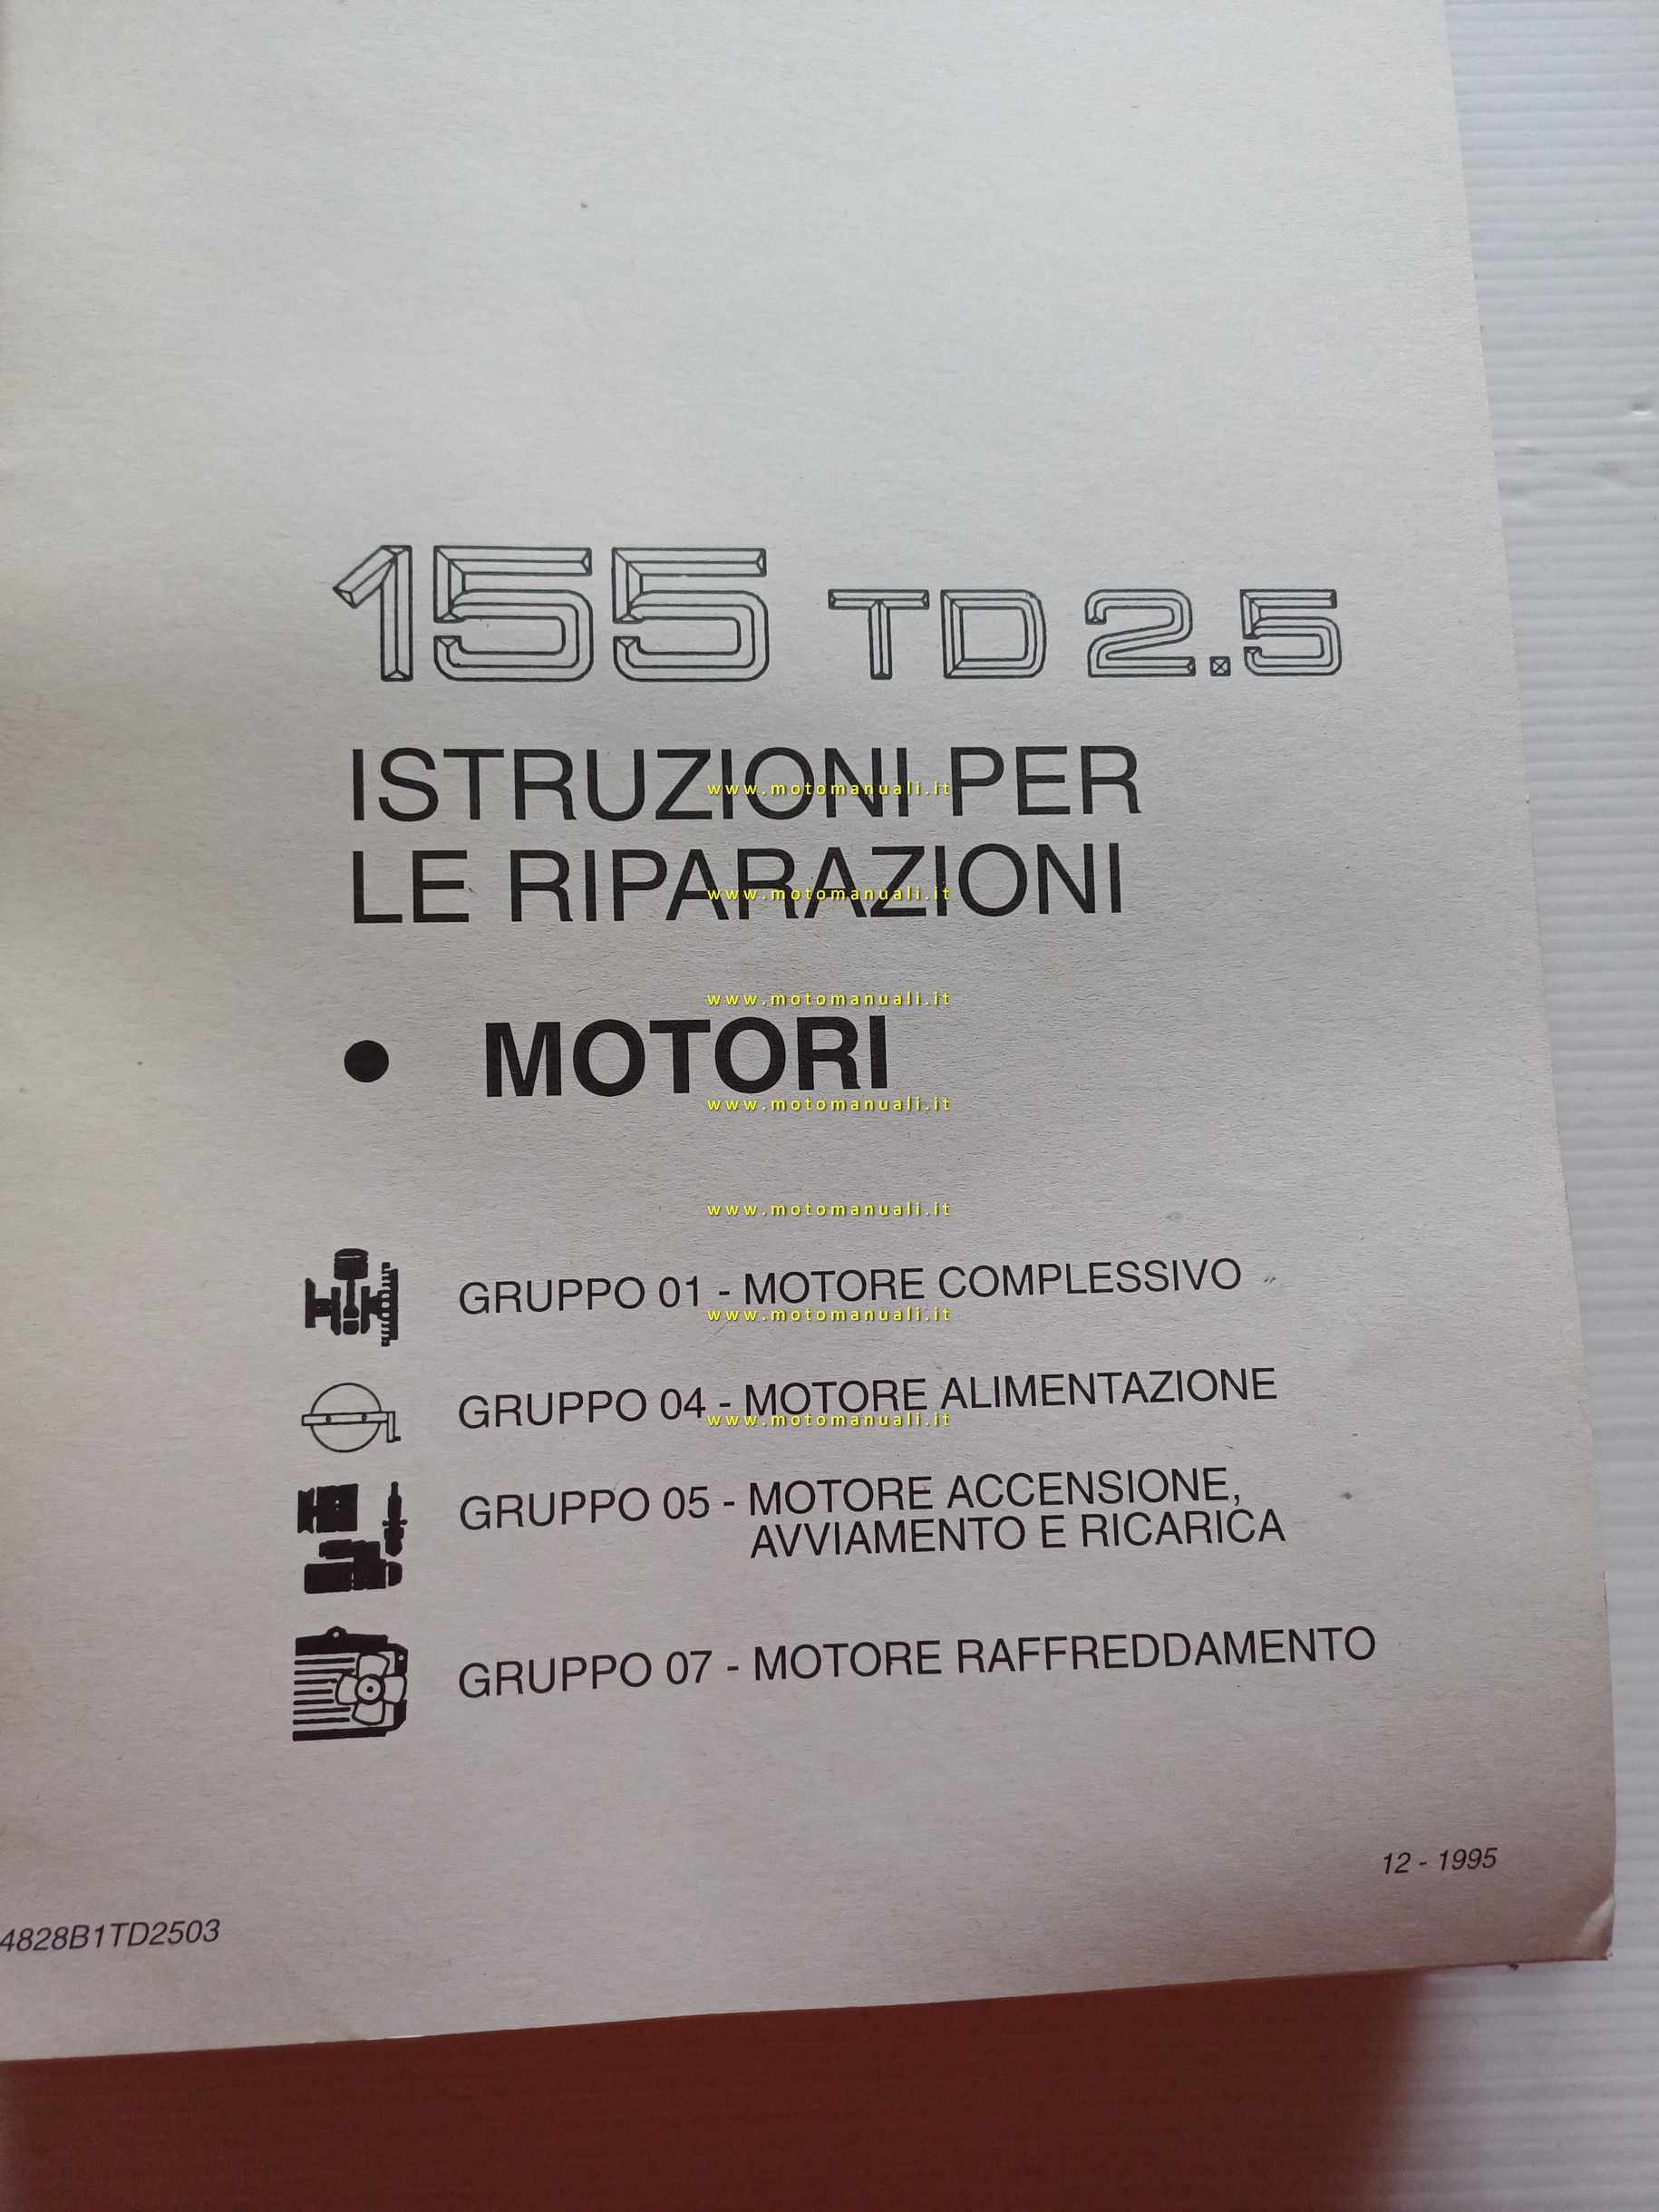 155 TD 2.5
ISTRUZIONI PER
www.motomanuali.it
LE RIPARAZIONI
www.motomanuali.it
www.motomanuali.it
• MOTORI
www.motomanuali.it
www.motomanuali.it
GRUPPO 01 - MOTORE COMPLESSIVO
www.motomanuali.it
GRUPPO 04 - MOTORE ALIMENTAZIONE
www.motomanuali.it
GRUPPO 05 - MOTORE ACCENSIONE,
AVVIAMENTO E RICARICA
GRUPPO 07 - MOTORE RAFFREDDAMENTO
12 - 1995
4828B1TD2503